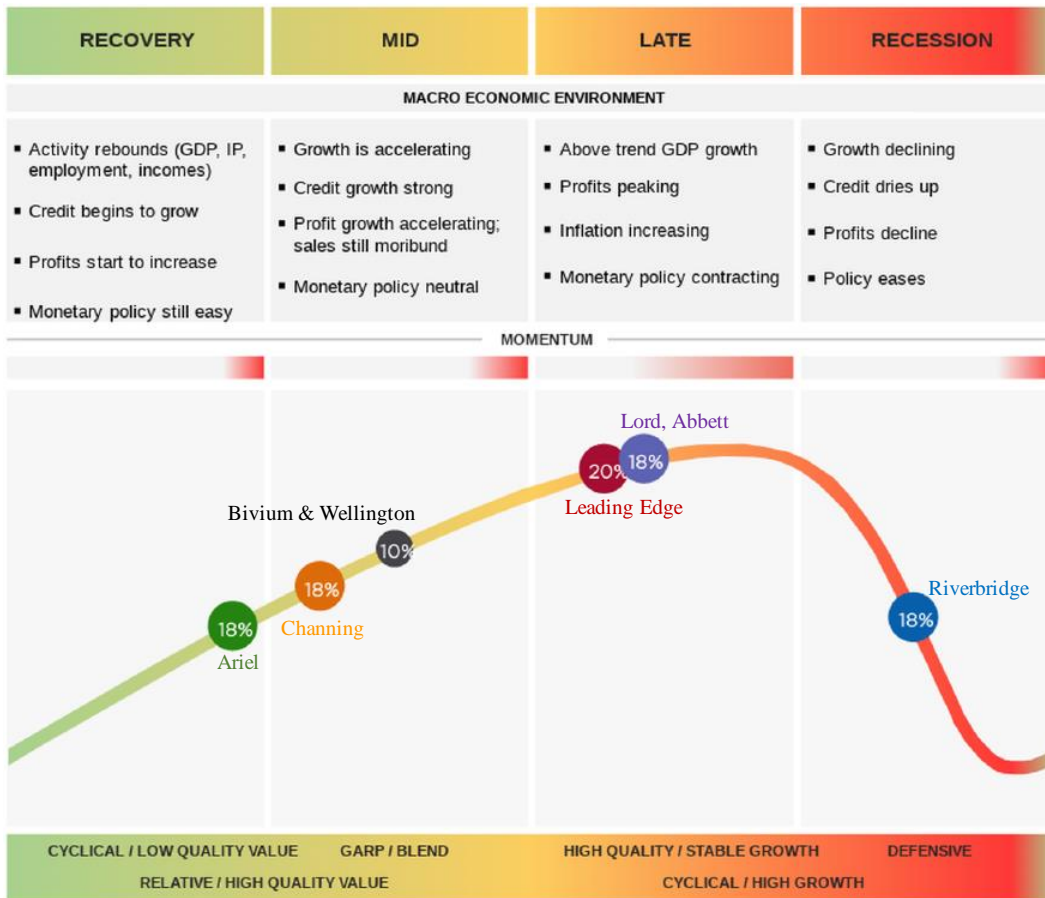 RECOVERY
MID
LATE
RECESSION
MACRO ECONOMIC ENVIRONMENT
▪ Activity rebounds (GDP, IP,
employment, incomes)
▪ Credit begins to grow
▪ Profits start to increase
▪ Monetary policy still easy
▪ Growth is accelerating
▪ Credit growth strong
▪ Profit growth accelerating;
sales still moribund
▪ Monetary policy neutral
▪ Above trend GDP growth
▪ Profits peaking
▪ Inflation increasing
▪ Monetary policy contracting
▪ Growth declining
▪ Credit dries up
▪ Profits decline
▪ Policy eases
MOMENTUM
Lord, Abbett
18%
20%
Leading Edge
Bivium & Wellington
10%
18%
Channing
18%
Ariel
Riverbridge
18%
CYCLICAL / LOW QUALITY VALUE
GARP / BLEND
HIGH QUALITY / STABLE GROWTH
DEFENSIVE
RELATIVE / HIGH QUALITY VALUE
CYCLICAL / HIGH GROWTH